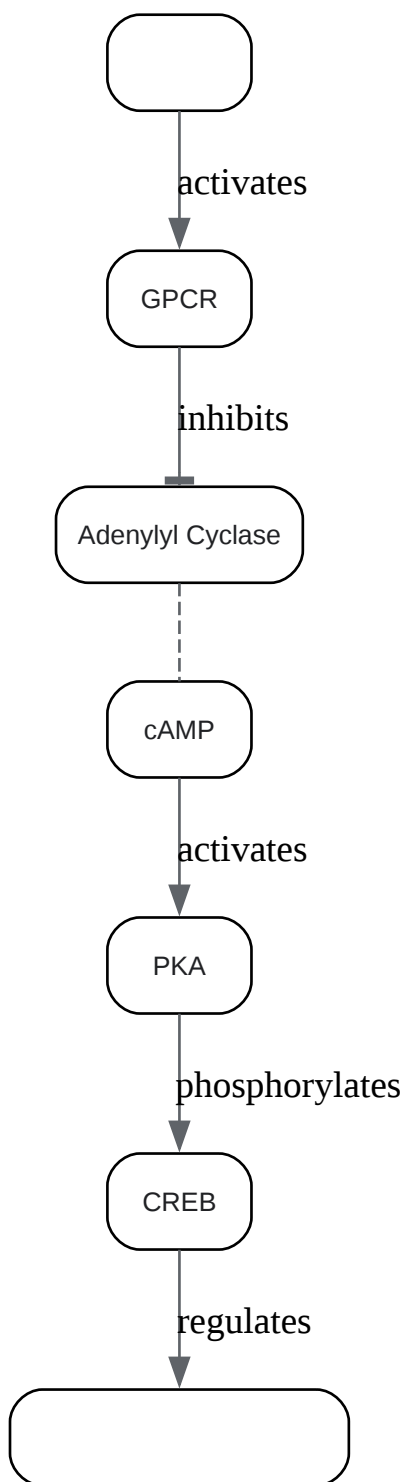 activates
GPCR
inhibits
Adenylyl Cyclase
cAMP
activates
PKA
phosphorylates
CREB
regulates